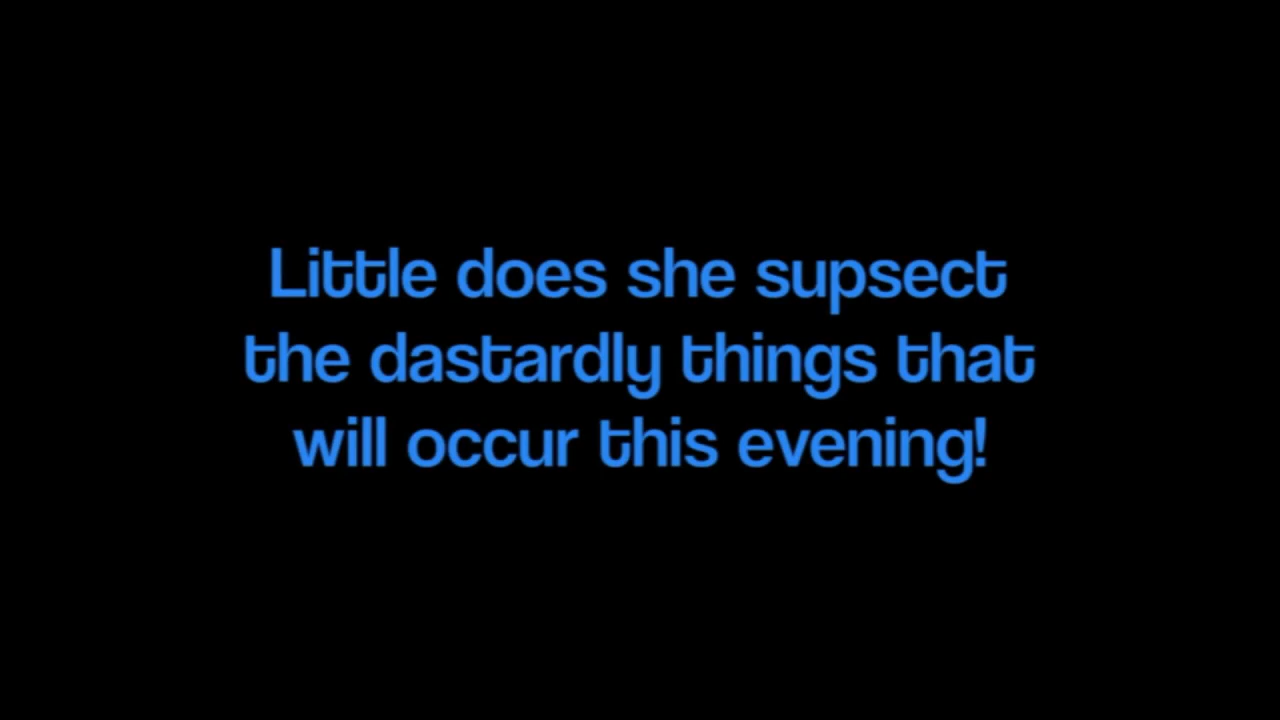 Little does she supsect
the dastardly things that
will occur this evening!